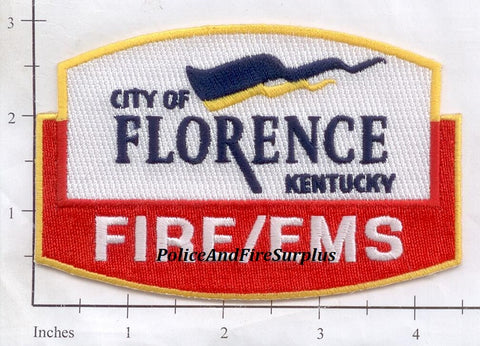 3
CITY OF
2
FLORENCE
KENTUCKY
1
FIRE/EMS
PoliceAndFireSurplus
Inches 1 2 3 4